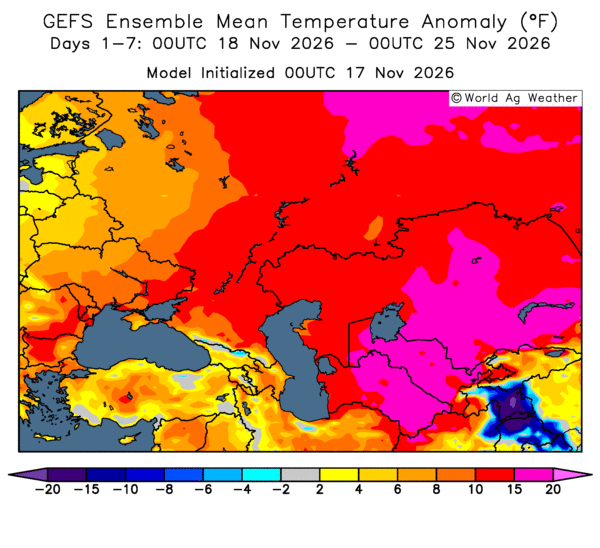 GEFS Ensemble Mean Temperature Anomaly (°F)
Days 1–7: 00UTC 18 Nov 2026 – 00UTC 25 Nov 2026
Model Initialized 00UTC 17 Nov 2026
© World Ag Weather
−20 −15 −10 −8 −6 −4 −2 2 4 6 8 10 15 20